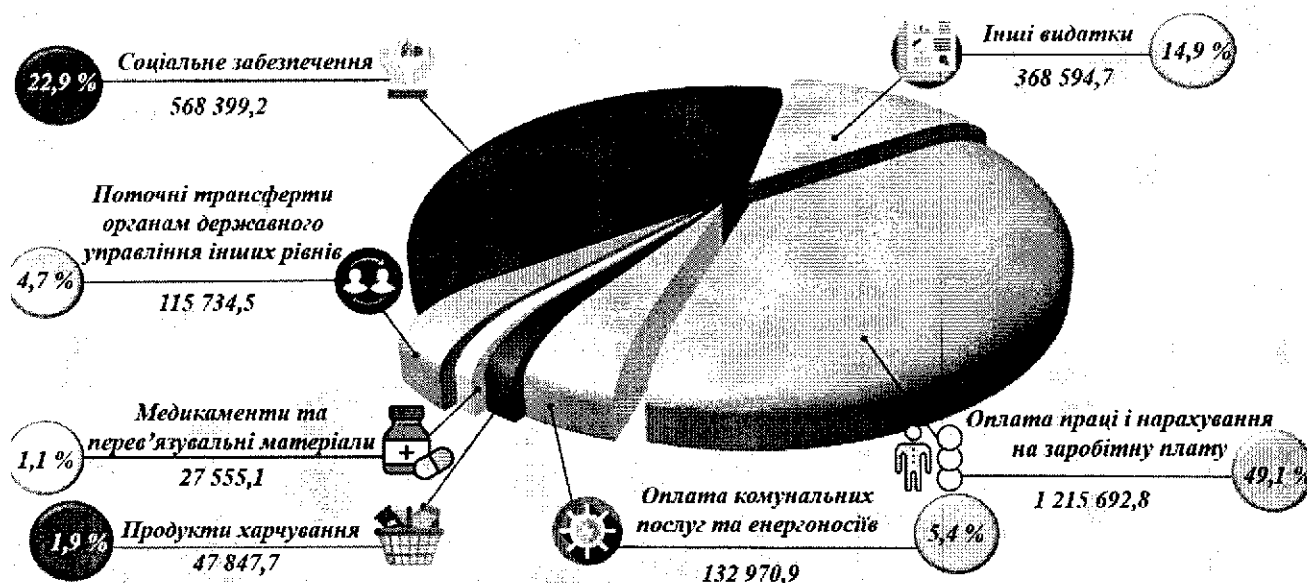 22,9 %
Соціальне забезпечення
568 399,2
Інші видатки
368 594,7
14,9 %
Поточні трансферти
органам державного
управління інших рівнів
4,7 %
115 734,5
Медикаменти та
перев’язувальні матеріали
1,1 %
27 555,1
Продукти харчування
1,9 %
47 847,7
Оплата комунальних
послуг та енергоносіїв
5,4 %
132 970,9
Оплата праці і нарахування
на заробітну плату
49,1 %
1 215 692,8